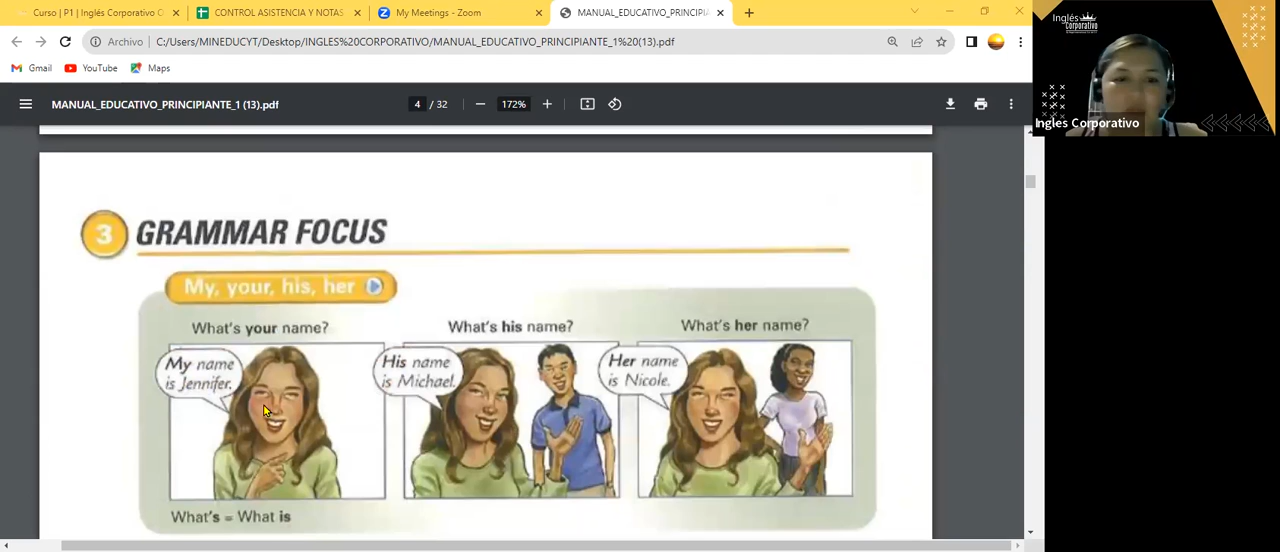 Curso | P1 | Inglés Corporativo C
CONTROL ASISTENCIA Y NOTAS
My Meetings - Zoom
MANUAL_EDUCATIVO_PRINCIPIA
Archivo
C:/Users/MINEDUCYT/Desktop/INGLES%20CORPORATIVO/MANUAL_EDUCATIVO_PRINCIPIANTE_1%20(13).pdf
Gmail
YouTube
Maps
MANUAL_EDUCATIVO_PRINCIPIANTE_1 (13).pdf
4 / 32
172%
Inglés
Corporativo
Ingles Corporativo
3 GRAMMAR FOCUS
My, your, his, her
What's your name?
My name
is Jennifer.
What's his name?
His name
is Michael.
What's her name?
Her name
is Nicole.
What's = What is